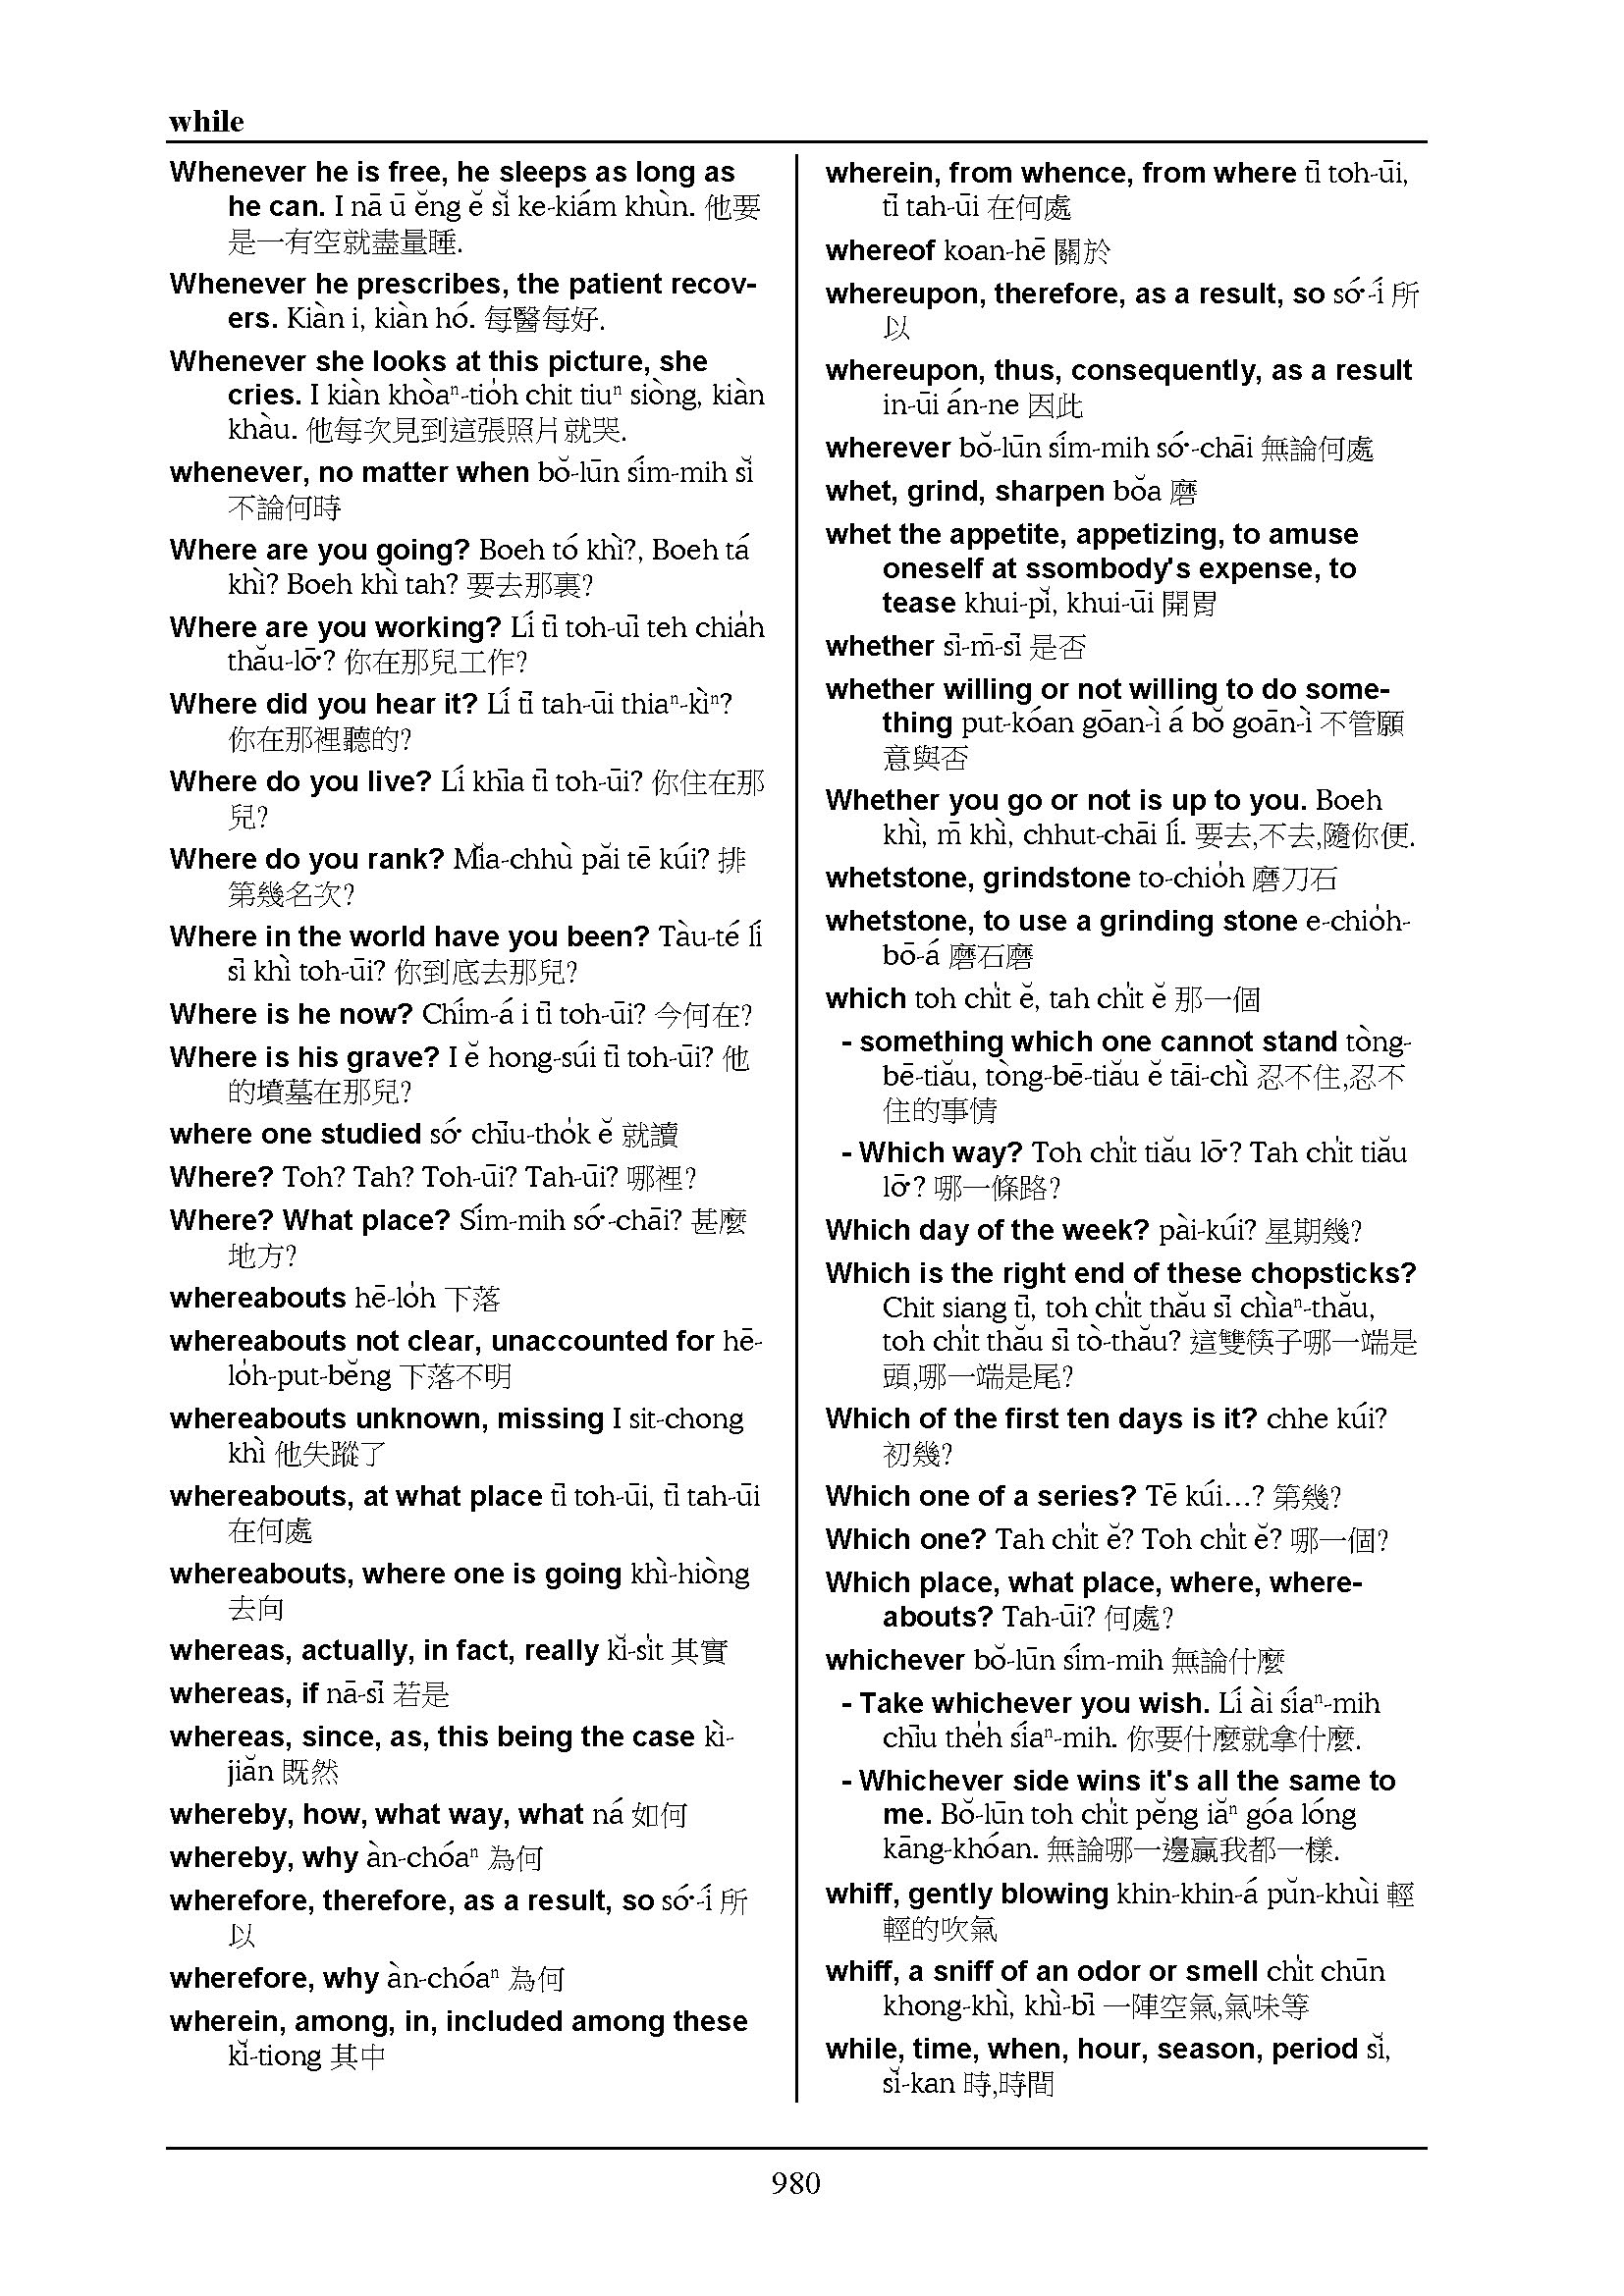 while
Whenever he is free, he sleeps as long as
he can. I nā ū ĕng ĕ sĭ ke-kiám khùn. 他要
是一有空就盡量睡.
Whenever he prescribes, the patient recov-
ers. Kiàn i, kiàn hó. 每醫每好.
Whenever she looks at this picture, she
cries. I kiàn khòaⁿ-tio̍h chit tiuⁿ siòng, kiàn
khàu. 他每次見到這張照片就哭.
whenever, no matter when bŏ-lūn sím-mih sĭ
不論何時
Where are you going? Boeh tó khì?, Boeh tá
khì? Boeh khì tah? 要去那裏?
Where are you working? Lí tī toh-uī teh chia̍h
thău-lō͘? 你在那兒工作?
Where did you hear it? Lí tī tah-ūi thiaⁿ-kìⁿ?
你在那裡聽的?
Where do you live? Lí khīa tī toh-ūi? 你住在那
兒?
Where do you rank? Mĭa-chhù păi tē kúi? 排
第幾名次?
Where in the world have you been? Tàu-té lí
sī khì toh-ūi? 你到底去那兒?
Where is he now? Chím-á i tī toh-ūi? 今何在?
Where is his grave? I ĕ hong-súi tī toh-ūi? 他
的墳墓在那兒?
where one studied só͘ chīu-tho̍k ĕ 就讀
Where? Toh? Tah? Toh-ūi? Tah-ūi? 哪裡?
Where? What place? Sím-mih só͘-chāi? 甚麼
地方?
whereabouts hē-lo̍h 下落
whereabouts not clear, unaccounted for hē-
lo̍h-put-bĕng 下落不明
whereabouts unknown, missing I sit-chong
khì 他失蹤了
whereabouts, at what place tī toh-ūi, tī tah-ūi
在何處
whereabouts, where one is going khì-hiòng
去向
whereas, actually, in fact, really kĭ-si̍t 其實
whereas, if nā-sī 若是
whereas, since, as, this being the case kì-
jiăn 既然
whereby, how, what way, what ná 如何
whereby, why àn-chóaⁿ 為何
wherefore, therefore, as a result, so só͘-í 所
以
wherefore, why àn-chóaⁿ 為何
wherein, among, in, included among these
kĭ-tiong 其中
wherein, from whence, from where tī toh-ūi,
tī tah-ūi 在何處
whereof koan-hē 關於
whereupon, therefore, as a result, so só͘-í 所
以
whereupon, thus, consequently, as a result
in-ūi án-ne 因此
wherever bŏ-lūn sím-mih só͘-chāi 無論何處
whet, grind, sharpen bŏa 磨
whet the appetite, appetizing, to amuse
oneself at ssombody's expense, to
tease khui-pĭ, khui-ūi 開胃
whether sī-m̄-sī 是否
whether willing or not willing to do some-
thing put-kóan gōan-ì á bŏ goān-ì 不管願
意與否
Whether you go or not is up to you. Boeh
khì, m̄ khì, chhut-chāi lí. 要去,不去,隨你便.
whetstone, grindstone to-chio̍h 磨刀石
whetstone, to use a grinding stone e-chio̍h-
bō-á 磨石磨
which toh chi̍t ĕ, tah chi̍t ĕ 那一個
- something which one cannot stand tòng-
bē-tiău, tòng-bē-tiău ĕ tāi-chì 忍不住,忍不
住的事情
- Which way? Toh chi̍t tiău lō͘? Tah chi̍t tiău
lō͘? 哪一條路?
Which day of the week? pài-kúi? 星期幾?
Which is the right end of these chopsticks?
Chit siang tī, toh chi̍t thău sī chìaⁿ-thău,
toh chi̍t thău sī tò-thău? 這雙筷子哪一端是
頭,哪一端是尾?
Which of the first ten days is it? chhe kúi?
初幾?
Which one of a series? Tē kúi...? 第幾?
Which one? Tah chi̍t ĕ? Toh chi̍t ĕ? 哪一個?
Which place, what place, where, where-
abouts? Tah-ūi? 何處?
whichever bŏ-lūn sím-mih 無論什麼
- Take whichever you wish. Lí ài síaⁿ-mih
chīu the̍h síaⁿ-mih. 你要什麼就拿什麼.
- Whichever side wins it's all the same to
me. Bŏ-lūn toh chi̍t pĕng iăⁿ góa lóng
kāng-khóan. 無論哪一邊贏我都一樣.
whiff, gently blowing khin-khin-á pŭn-khùi 輕
輕的吹氣
whiff, a sniff of an odor or smell chi̍t chūn
khong-khì, khì-bī 一陣空氣,氣味等
while, time, when, hour, season, period sĭ,
sĭ-kan 時,時間
980